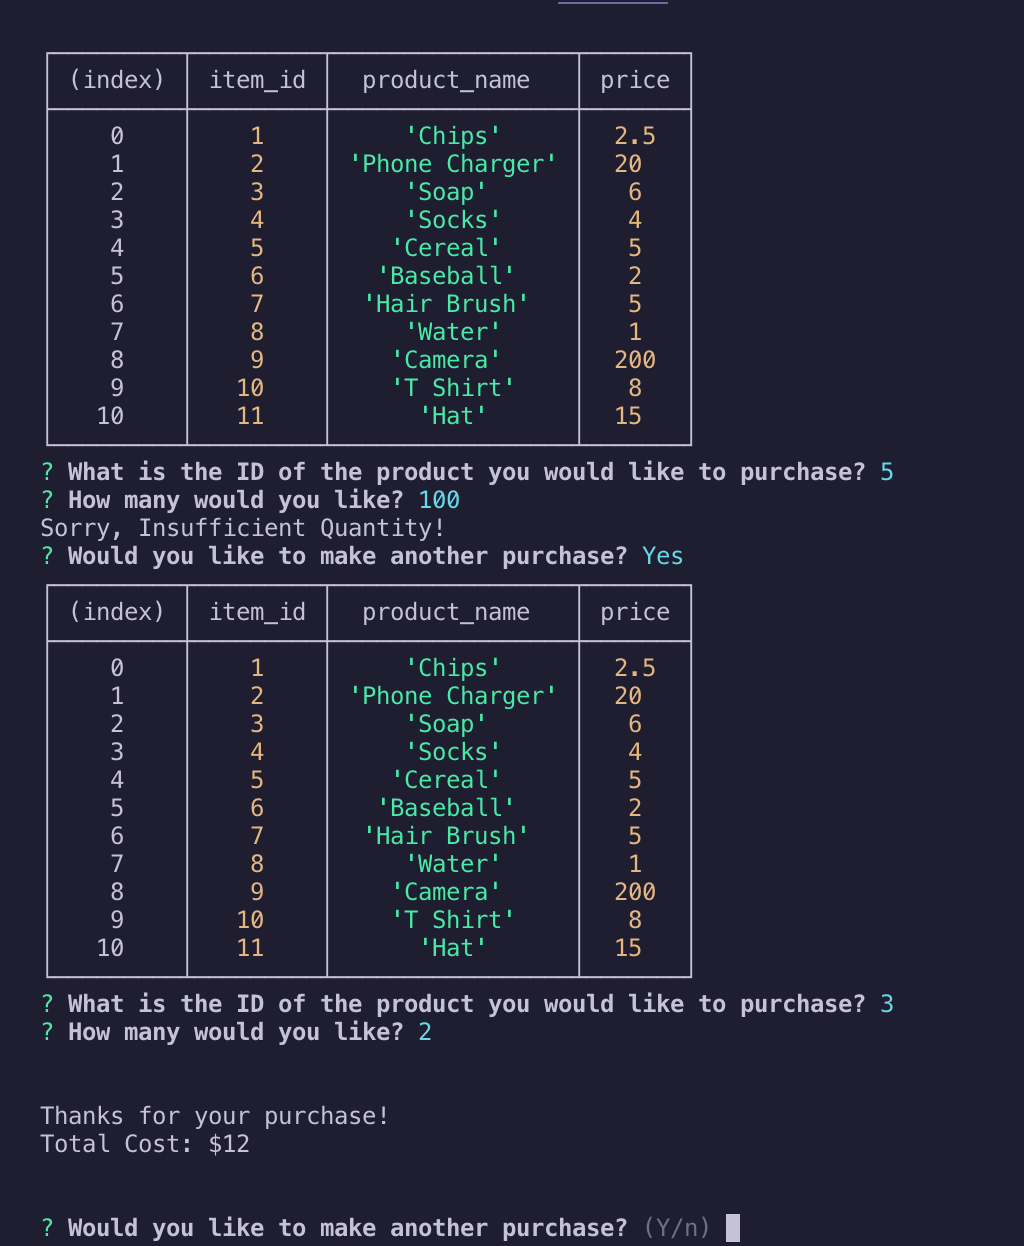 (index) item_id product_name price
0 1 'Chips' 2.5
1 2 'Phone Charger' 20
2 3 'Soap' 6
3 4 'Socks' 4
4 5 'Cereal' 5
5 6 'Baseball' 2
6 7 'Hair Brush' 5
7 8 'Water' 1
8 9 'Camera' 200
9 10 'T Shirt' 8
10 11 'Hat' 15
? What is the ID of the product you would like to purchase? 5
? How many would you like? 100
Sorry, Insufficient Quantity!
? Would you like to make another purchase? Yes
(index) item_id product_name price
0 1 'Chips' 2.5
1 2 'Phone Charger' 20
2 3 'Soap' 6
3 4 'Socks' 4
4 5 'Cereal' 5
5 6 'Baseball' 2
6 7 'Hair Brush' 5
7 8 'Water' 1
8 9 'Camera' 200
9 10 'T Shirt' 8
10 11 'Hat' 15
? What is the ID of the product you would like to purchase? 3
? How many would you like? 2
Thanks for your purchase!
Total Cost: $12
? Would you like to make another purchase? (Y/n)